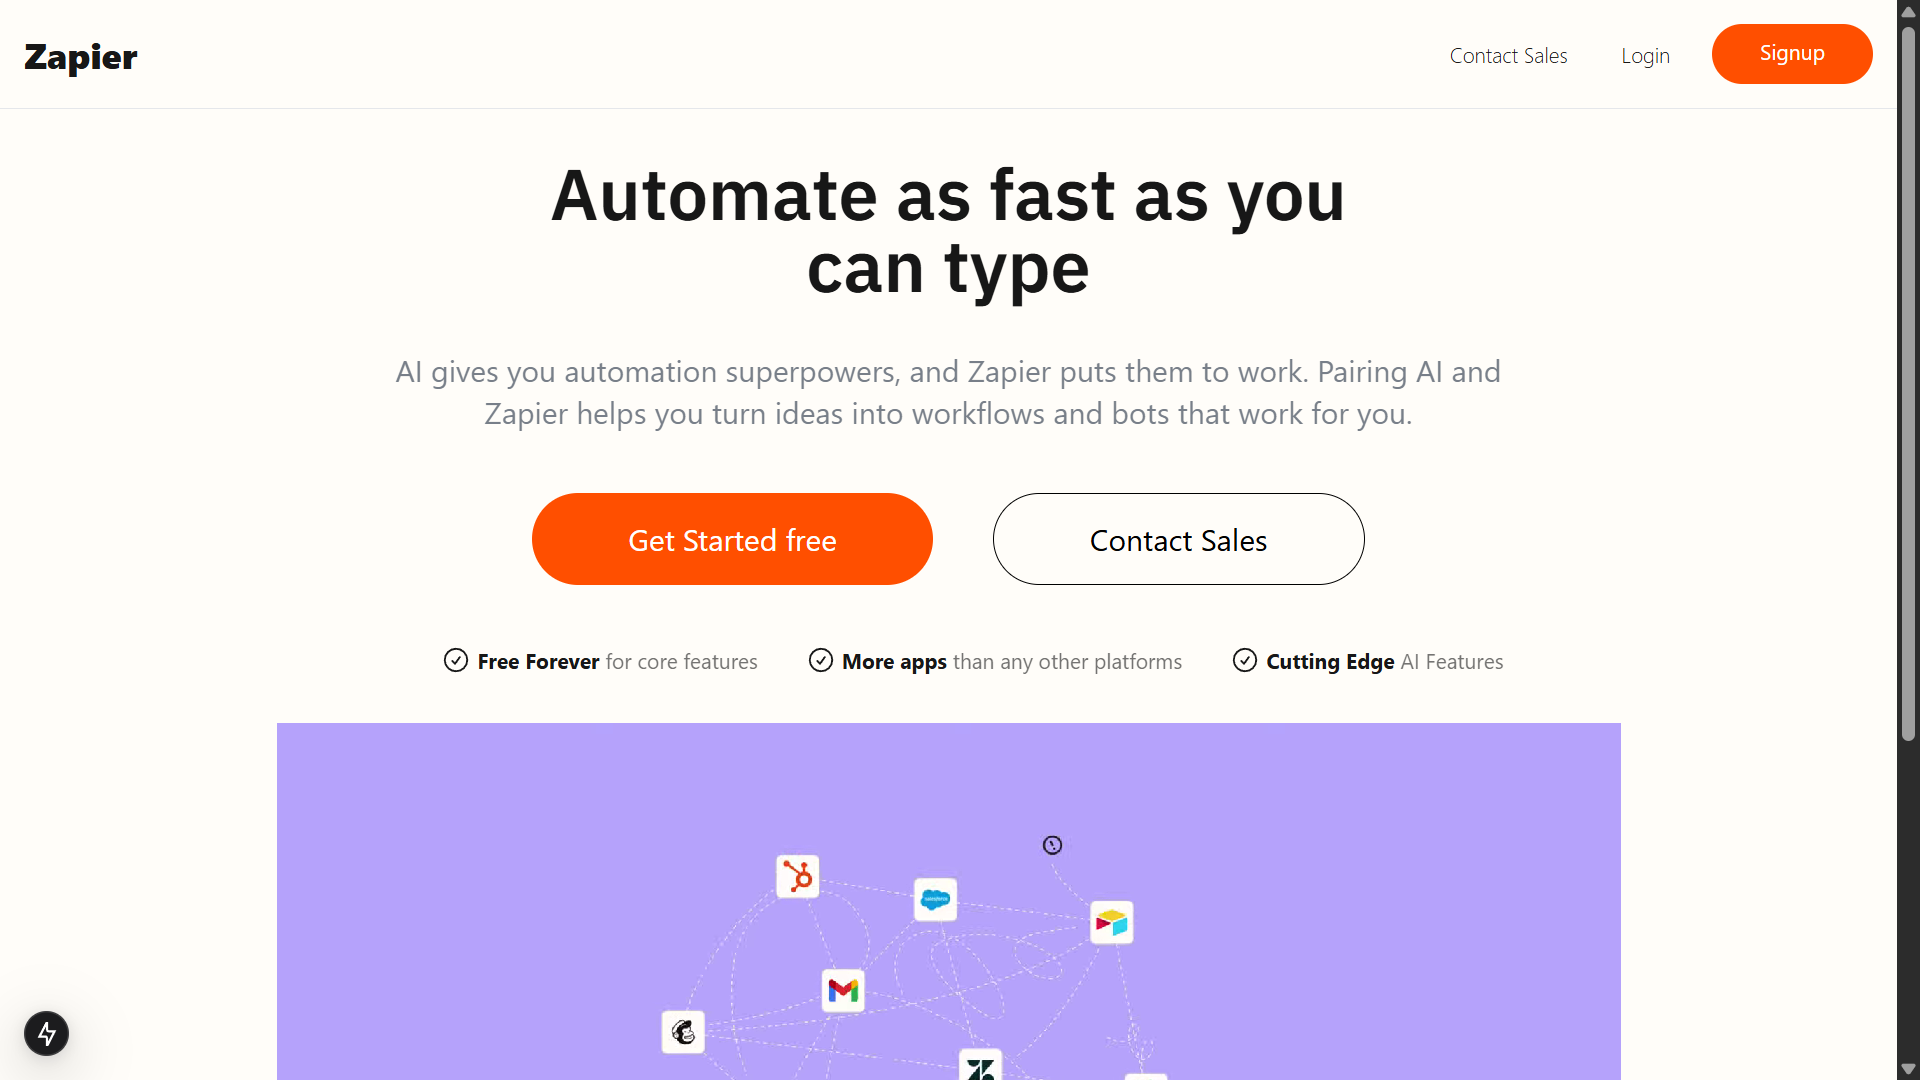 Zapier
Contact Sales
Login
Signup
Automate as fast as you
can type
AI gives you automation superpowers, and Zapier puts them to work. Pairing AI and
Zapier helps you turn ideas into workflows and bots that work for you.
Get Started free
Contact Sales
Free Forever for core features
More apps than any other platforms
Cutting Edge AI Features
salesforce